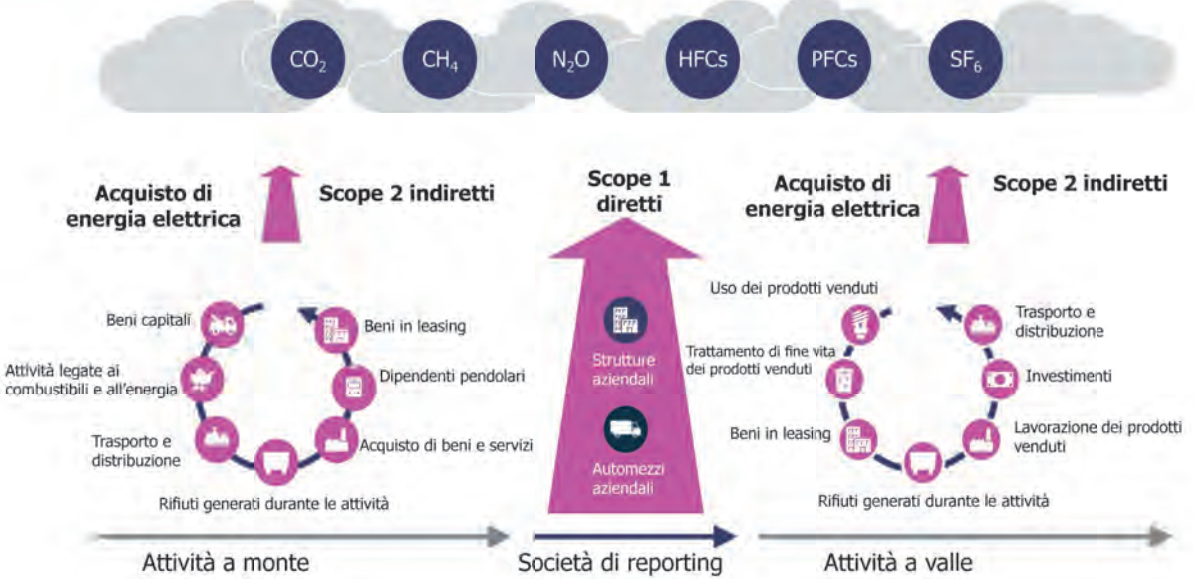 CO₂
CH₄
N₂O
HFCs
PFCs
SF₆
Acquisto di
energia elettrica
Scope 2 indiretti
Scope 1
diretti
Acquisto di
energia elettrica
Scope 2 indiretti
Beni capitali
Attività legate ai
combustibili e all'energia
Trasporto e
distribuzione
Rifiuti generati durante le attività
Beni in leasing
Dipendenti pendolari
Acquisto di beni e servizi
Strutture
aziendali
Automezzi
aziendali
Uso dei prodotti venduti
Trattamento di fine vita
dei prodotti venduti
Beni in leasing
Rifiuti generati durante le attività
Trasporto e
distribuzione
Investimenti
Lavorazione dei prodotti
venduti
Attività a monte
Società di reporting
Attività a valle